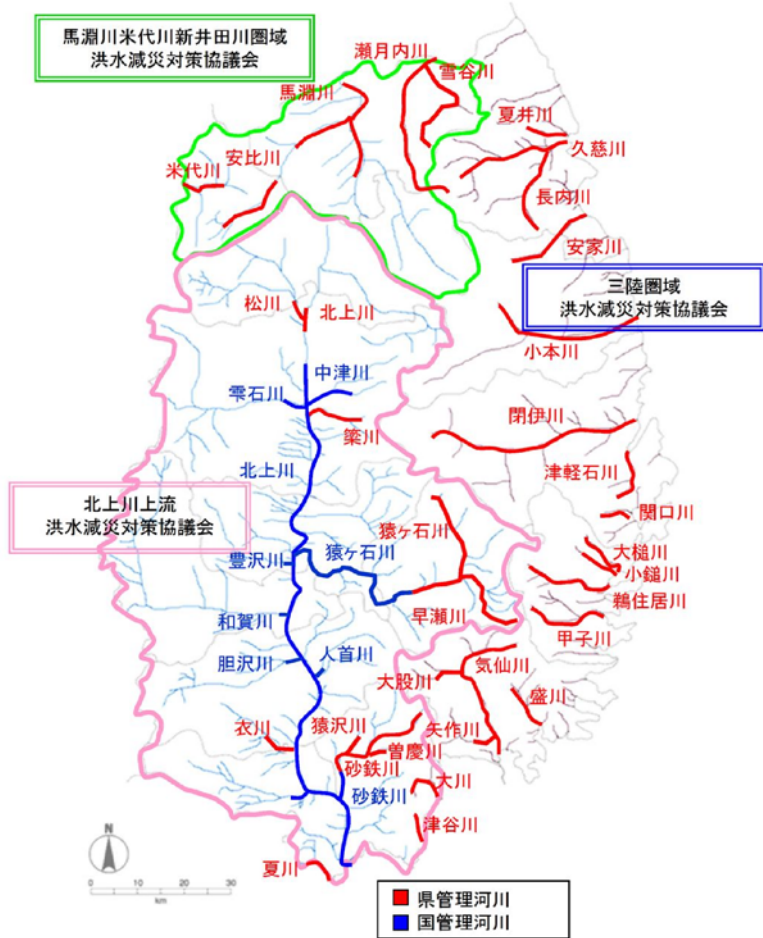 馬淵川米代川新井田川圏域
洪水減災対策協議会
瀬月内川
雪谷川
馬淵川
夏井川
久慈川
安比川
米代川
長内川
安家川
三陸圏域
洪水減災対策協議会
松川
北上川
小本川
中津川
雫石川
簗川
閉伊川
北上川
津軽石川
北上川上流
洪水減災対策協議会
関口川
猿ヶ石川
大槌川
猿ヶ石川
豊沢川
小鎚川
鵜住居川
早瀬川
和賀川
甲子川
人首川
胆沢川
気仙川
大股川
盛川
衣川
猿沢川
矢作川
曽慶川
砂鉄川
大川
砂鉄川
津谷川
N
夏川
0 10 20 30
km
県管理河川
国管理河川